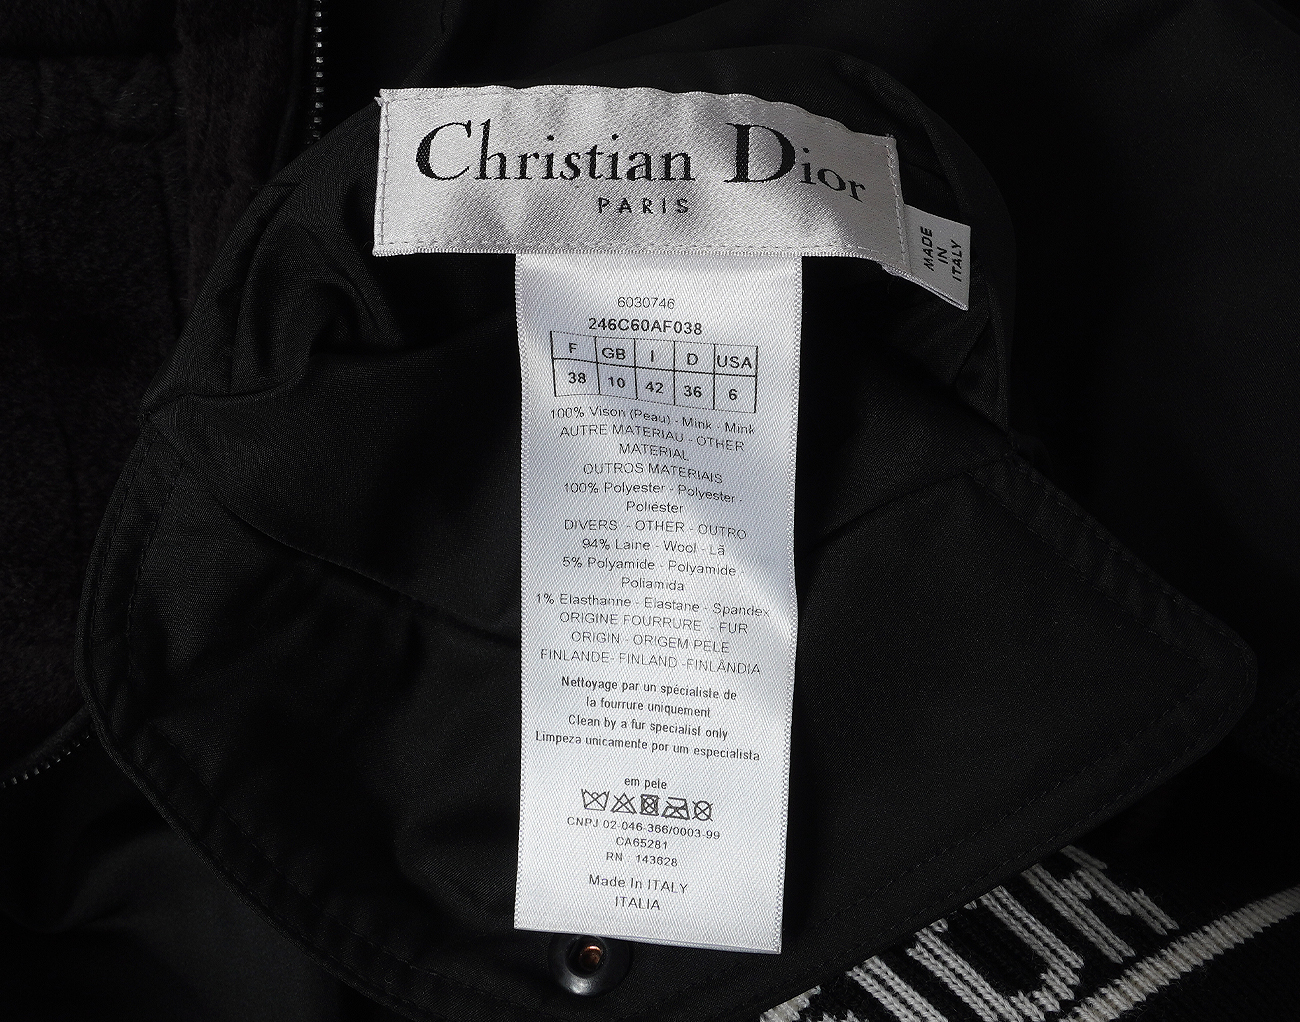 Christian Dior
PARIS
MADE
IN
ITALY
6030746
246C60AF038
F GB I D USA
38 10 42 36 6
100% Vison (Peau) - Mink - Mink
AUTRE MATERIAU - OTHER
MATERIAL
OUTROS MATERIAIS
100% Polyester - Polyester -
Poliéster
DIVERS - OTHER - OUTRO
94% Laine - Wool - Lã
5% Polyamide - Polyamide -
Poliamida
1% Elasthanne - Elastane - Spandex
ORIGINE FOURRURE - FUR
ORIGIN - ORIGEM PELE
FINLANDE- FINLAND -FINLÂNDIA
Nettoyage par un spécialiste de
la fourrure uniquement
Clean by a fur specialist only
Limpeza unicamente por um especialista
em pele
CNPJ 02-046-366/0003-99
CA65281
RN : 143628
Made In ITALY
ITALIA